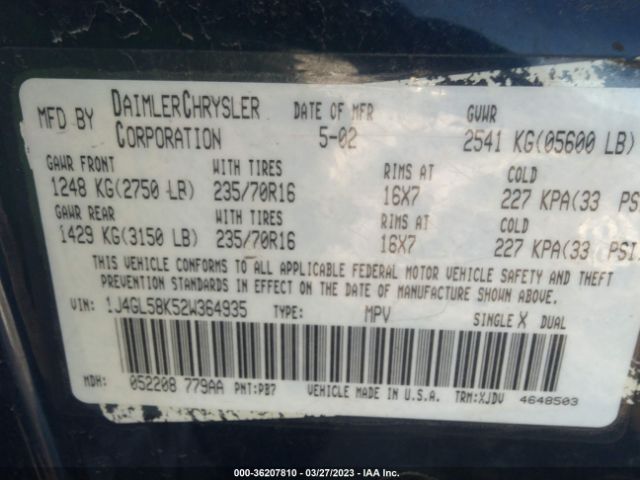 MFD BY DAIMLERCHRYSLER CORPORATION DATE OF MFR 5-02 GVWR 2541 KG(05600 LB)
GAWR FRONT WITH TIRES RIMS AT COLD
1248 KG(2750 LB) 235/70R16 16X7 227 KPA(33 PS
GAWR REAR WITH TIRES RIMS AT COLD
1429 KG(3150 LB) 235/70R16 16X7 227 KPA(33 PSI
THIS VEHICLE CONFORMS TO ALL APPLICABLE FEDERAL MOTOR VEHICLE SAFETY AND THEFT
PREVENTION STANDARDS IN EFFECT ON THE DATE OF MANUFACTURE SHOWN ABOVE.
VIN: 1J4GL58K52W364935 TYPE: MPV SINGLE X DUAL
MDH: 052208 779AA PNT:PB7 VEHICLE MADE IN U.S.A. TRM:XJDV 4648503
000-36207810 | 03/27/2023 | IAA Inc.